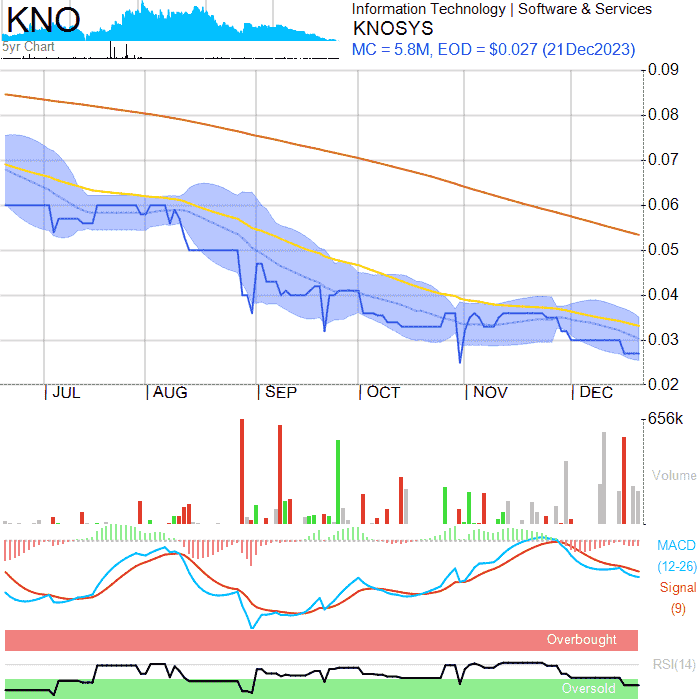 KNO
Information Technology | Software & Services
KNOSYS
5yr Chart
MC = 5.8M, EOD = $0.027 (21Dec2023)
0.09
0.08
0.07
0.06
0.05
0.04
0.03
0.02
JUL
AUG
SEP
OCT
NOV
DEC
656k
Volume
MACD
(12-26)
Signal
(9)
Overbought
RSI(14)
Oversold